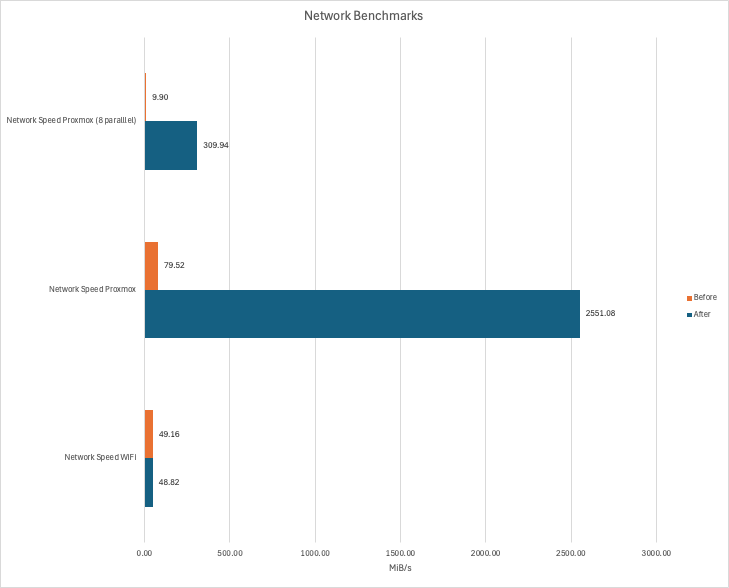 Network Benchmarks
9.90
Network Speed Proxmox (8 paralllel)
309.94
79.52
Network Speed Proxmox
2551.08
Before
After
49.16
Network Speed WIFI
48.82
0.00 500.00 1000.00 1500.00 2000.00 2500.00 3000.00
MiB/s